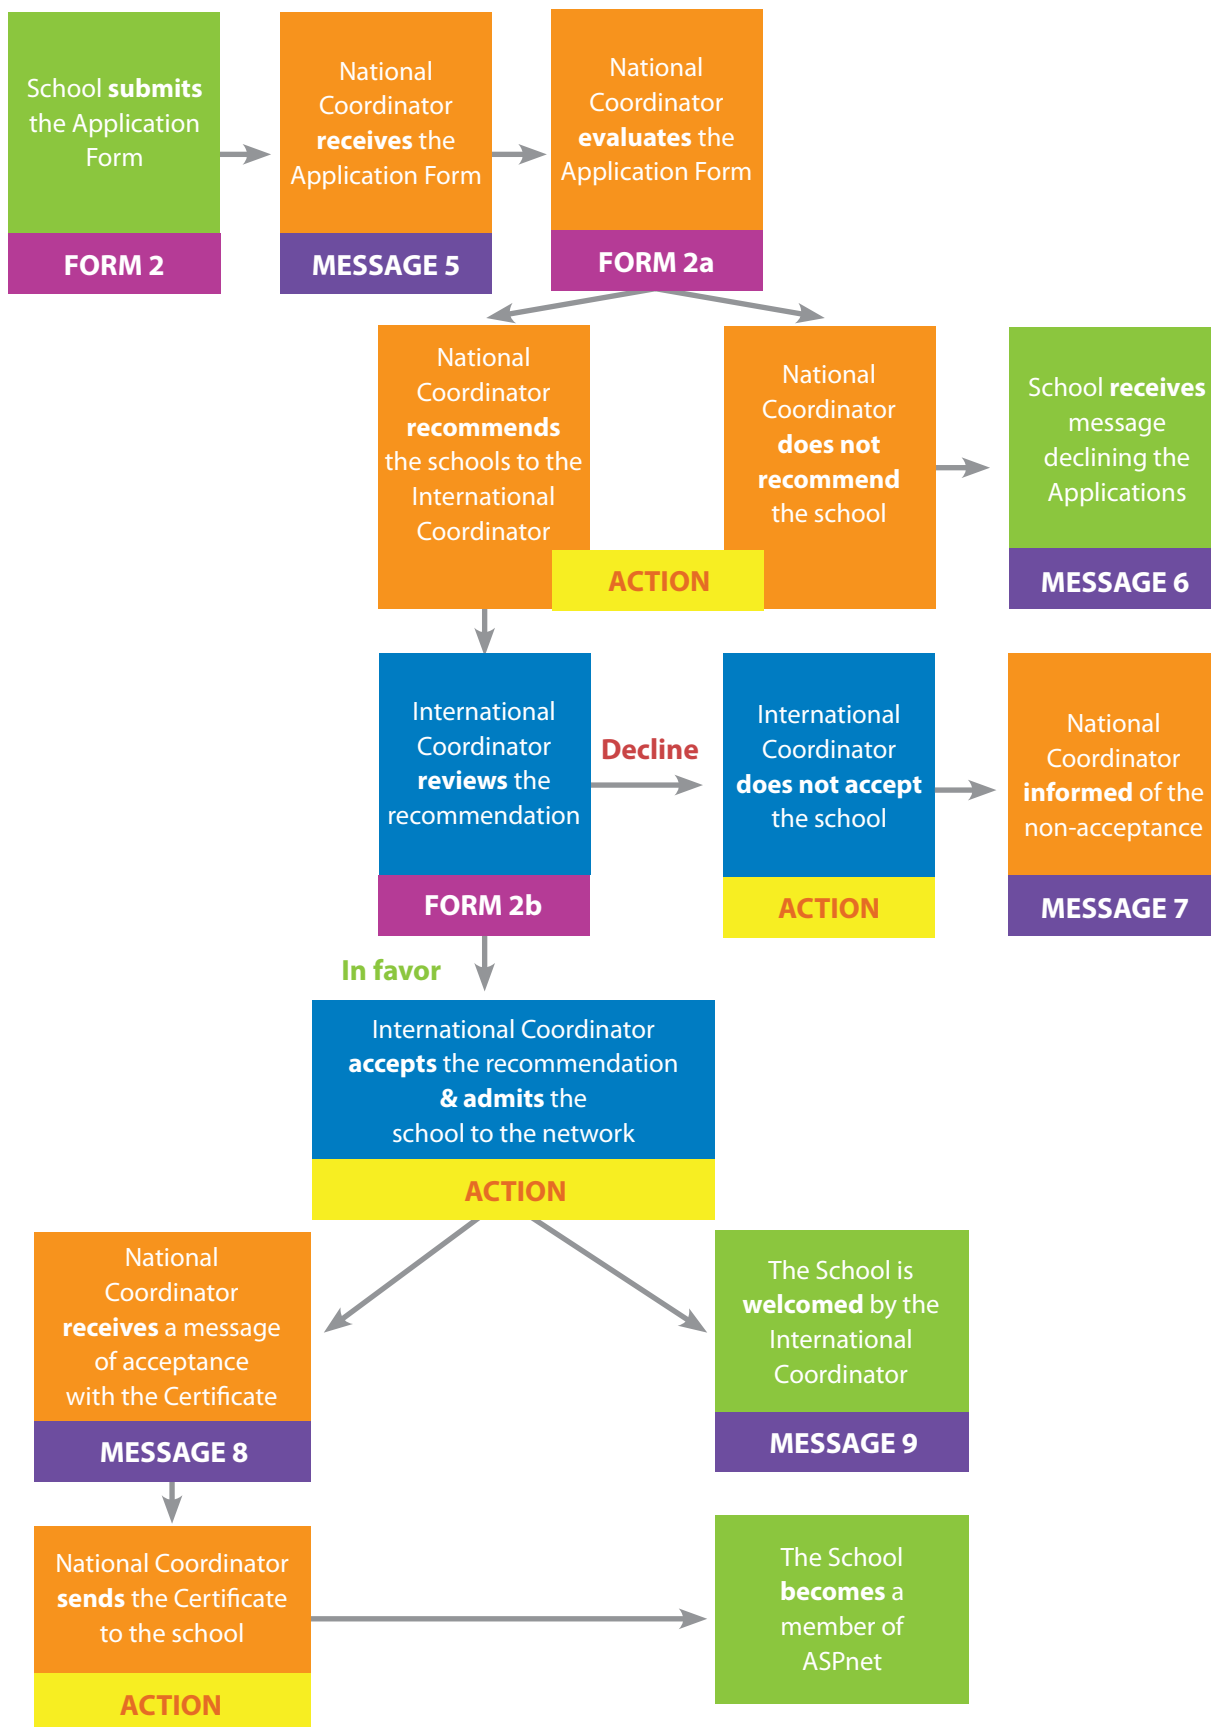 School submits
the Application
Form
FORM 2
National
Coordinator
receives the
Application Form
MESSAGE 5
National
Coordinator
evaluates the
Application Form
FORM 2a
National
Coordinator
recommends
the schools to the
International
Coordinator
National
Coordinator
does not
recommend
the school
ACTION
School receives
message
declining the
Applications
MESSAGE 6
International
Coordinator
reviews the
recommendation
FORM 2b
Decline
International
Coordinator
does not accept
the school
ACTION
National
Coordinator
informed of the
non-acceptance
MESSAGE 7
In favor
International Coordinator
accepts the recommendation
& admits the
school to the network
ACTION
National
Coordinator
receives a message
of acceptance
with the Certificate
MESSAGE 8
The School is
welcomed by the
International
Coordinator
MESSAGE 9
National Coordinator
sends the Certificate
to the school
ACTION
The School
becomes a
member of
ASPnet